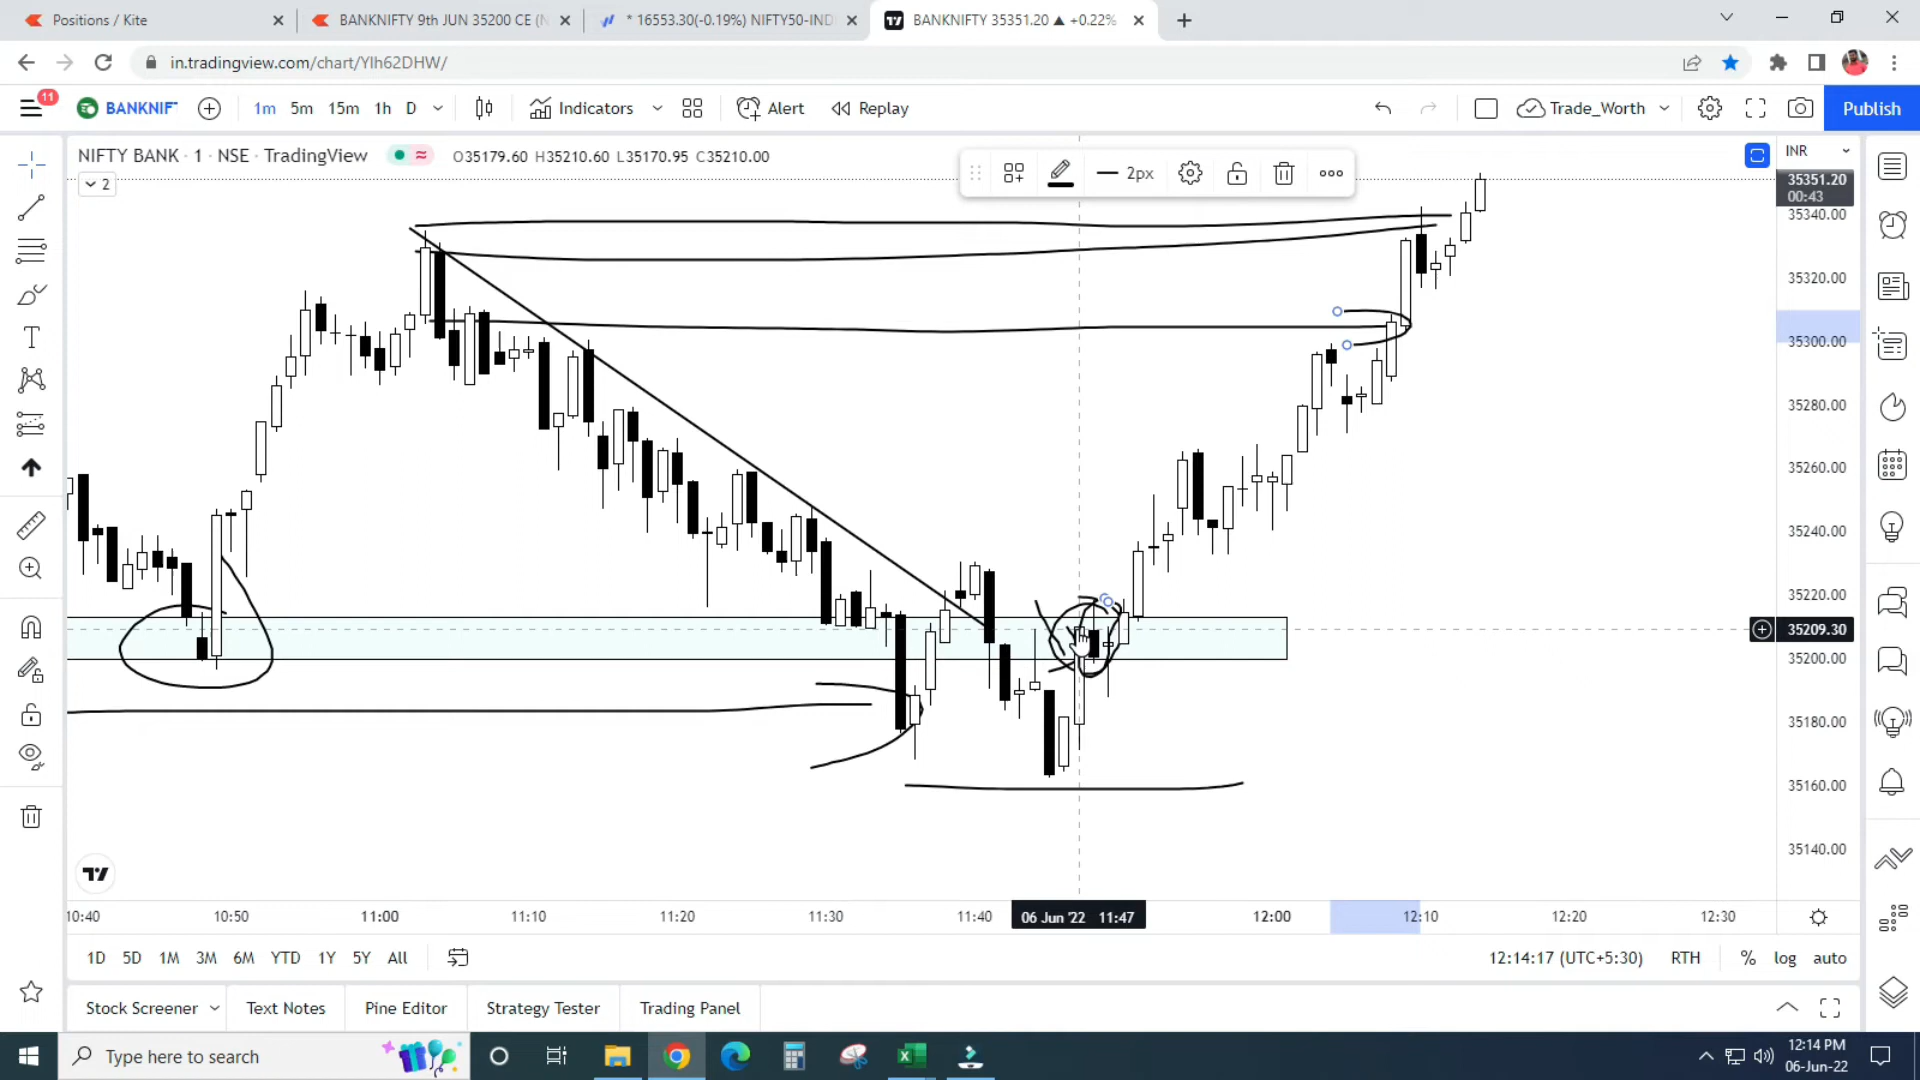 Positions / Kite
BANKNIFTY 9th JUN 35200 CE (N
* 16553.30(-0.19%) NIFTY50-IND
BANKNIFTY 35351.20 ▲ +0.22%
in.tradingview.com/chart/YIh62DHW/
11
BANKNIF
1m 5m 15m 1h D
Indicators
Alert
Replay
Trade_Worth
Publish
NIFTY BANK · 1 · NSE · TradingView
O35179.60 H35210.60 L35170.95 C35210.00
2
2px
INR
35351.20
00:43
35340.00
35320.00
35300.00
35280.00
35260.00
35240.00
35220.00
35209.30
35200.00
35180.00
35160.00
35140.00
10:40 10:50 11:00 11:10 11:20 11:30 11:40 06 Jun '22 11:47 12:00 12:10 12:20 12:30
1D 5D 1M 3M 6M YTD 1Y 5Y All
12:14:17 (UTC+5:30) RTH % log auto
Stock Screener Text Notes Pine Editor Strategy Tester Trading Panel
Type here to search
12:14 PM
06-Jun-22